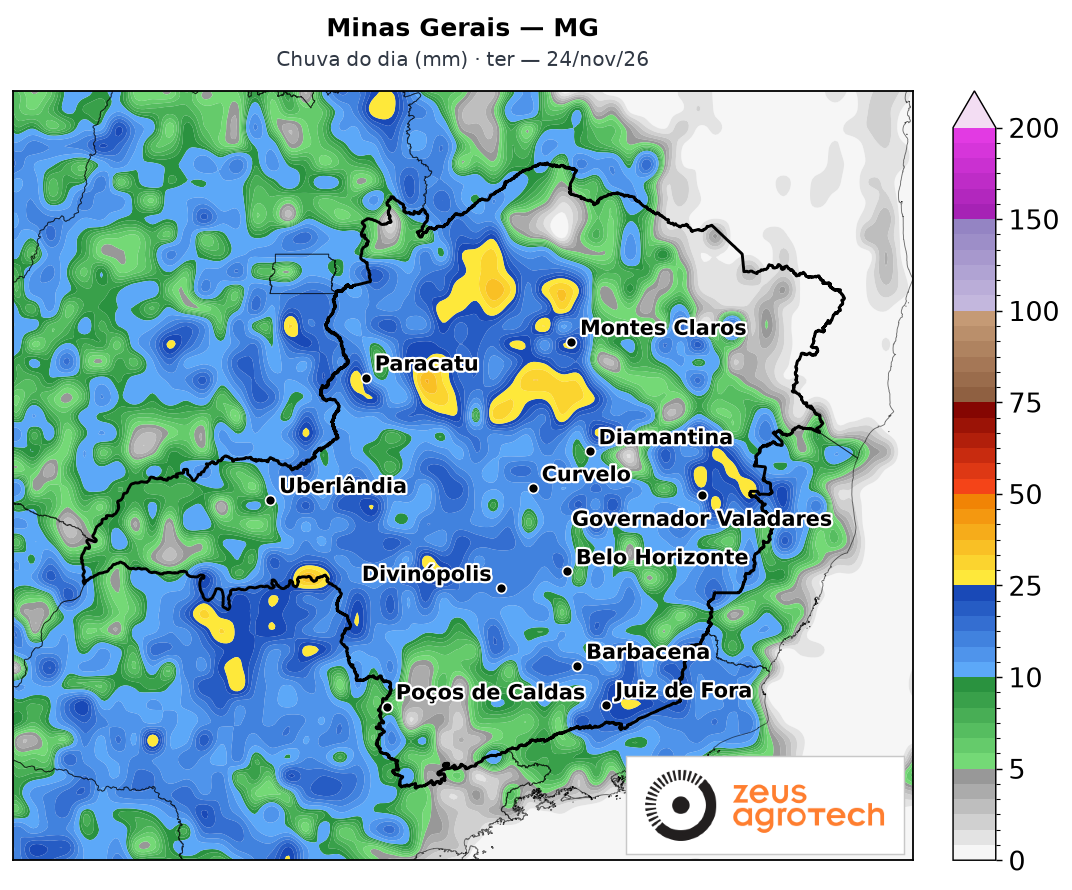 Minas Gerais — MG
Chuva do dia (mm) · ter — 24/nov/26
Montes Claros
Paracatu
Diamantina
Curvelo
Uberlândia
Governador Valadares
Belo Horizonte
Divinópolis
Barbacena
Poços de Caldas
Juiz de Fora
200
150
100
75
50
25
10
5
0
zeus
agrotech